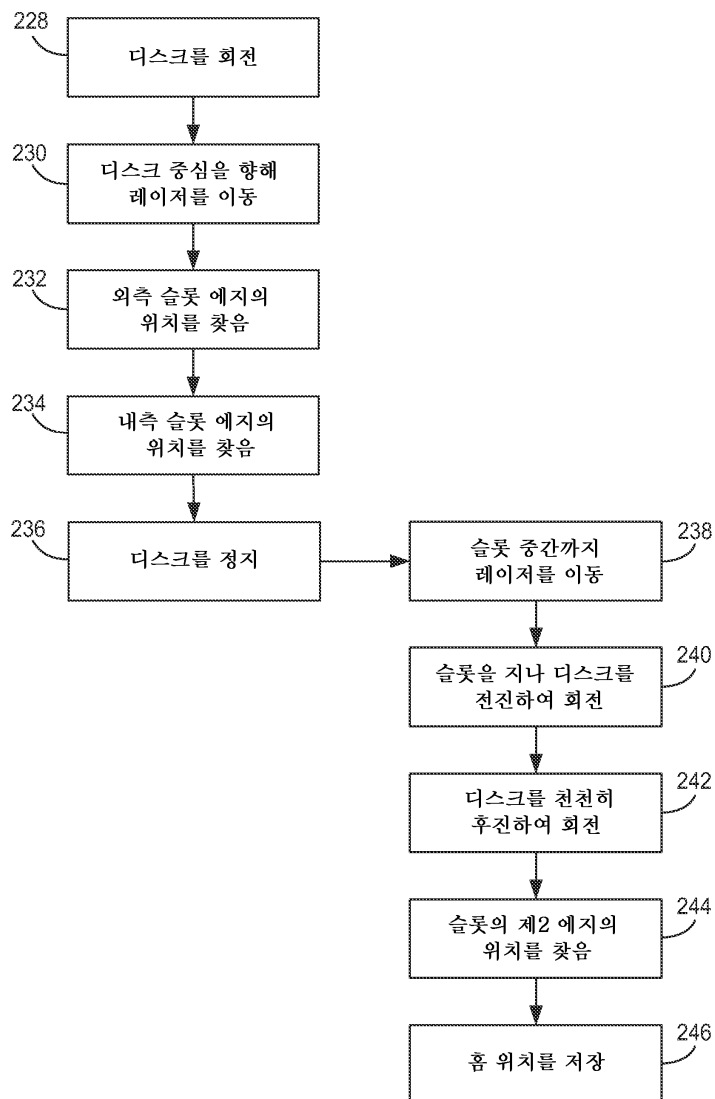 228
디스크를 회전
230
디스크 중심을 향해
레이저를 이동
232
외측 슬롯 에지의
위치를 찾음
234
내측 슬롯 에지의
위치를 찾음
236
디스크를 정지
238
슬롯 중간까지
레이저를 이동
240
슬롯을 지나 디스크를
전진하여 회전
242
디스크를 천천히
후진하여 회전
244
슬롯의 제2 에지의
위치를 찾음
246
홈 위치를 저장